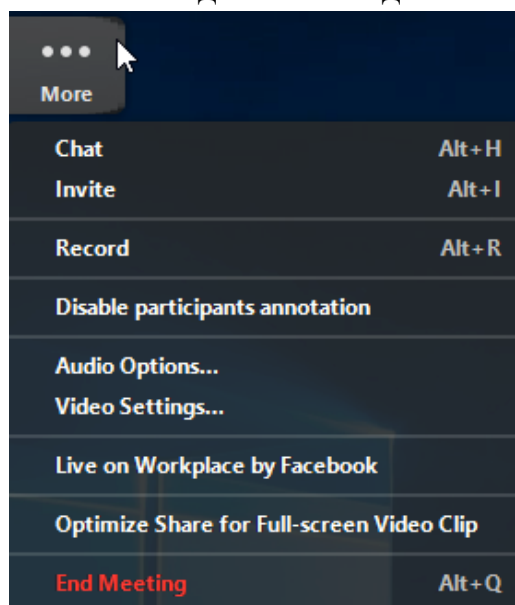 More
Chat Alt+H
Invite Alt+I
Record Alt+R
Disable participants annotation
Audio Options...
Video Settings...
Live on Workplace by Facebook
Optimize Share for Full-screen Video Clip
End Meeting Alt+Q